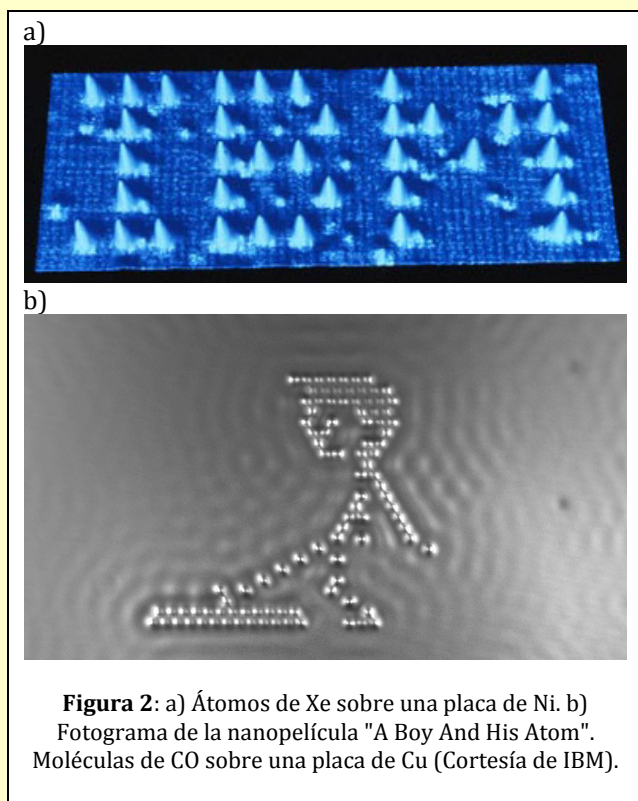 a)
IBM
b)
Figura 2: a) Átomos de Xe sobre una placa de Ni. b)
Fotograma de la nanopelícula "A Boy And His Atom".
Moléculas de CO sobre una placa de Cu (Cortesía de IBM).